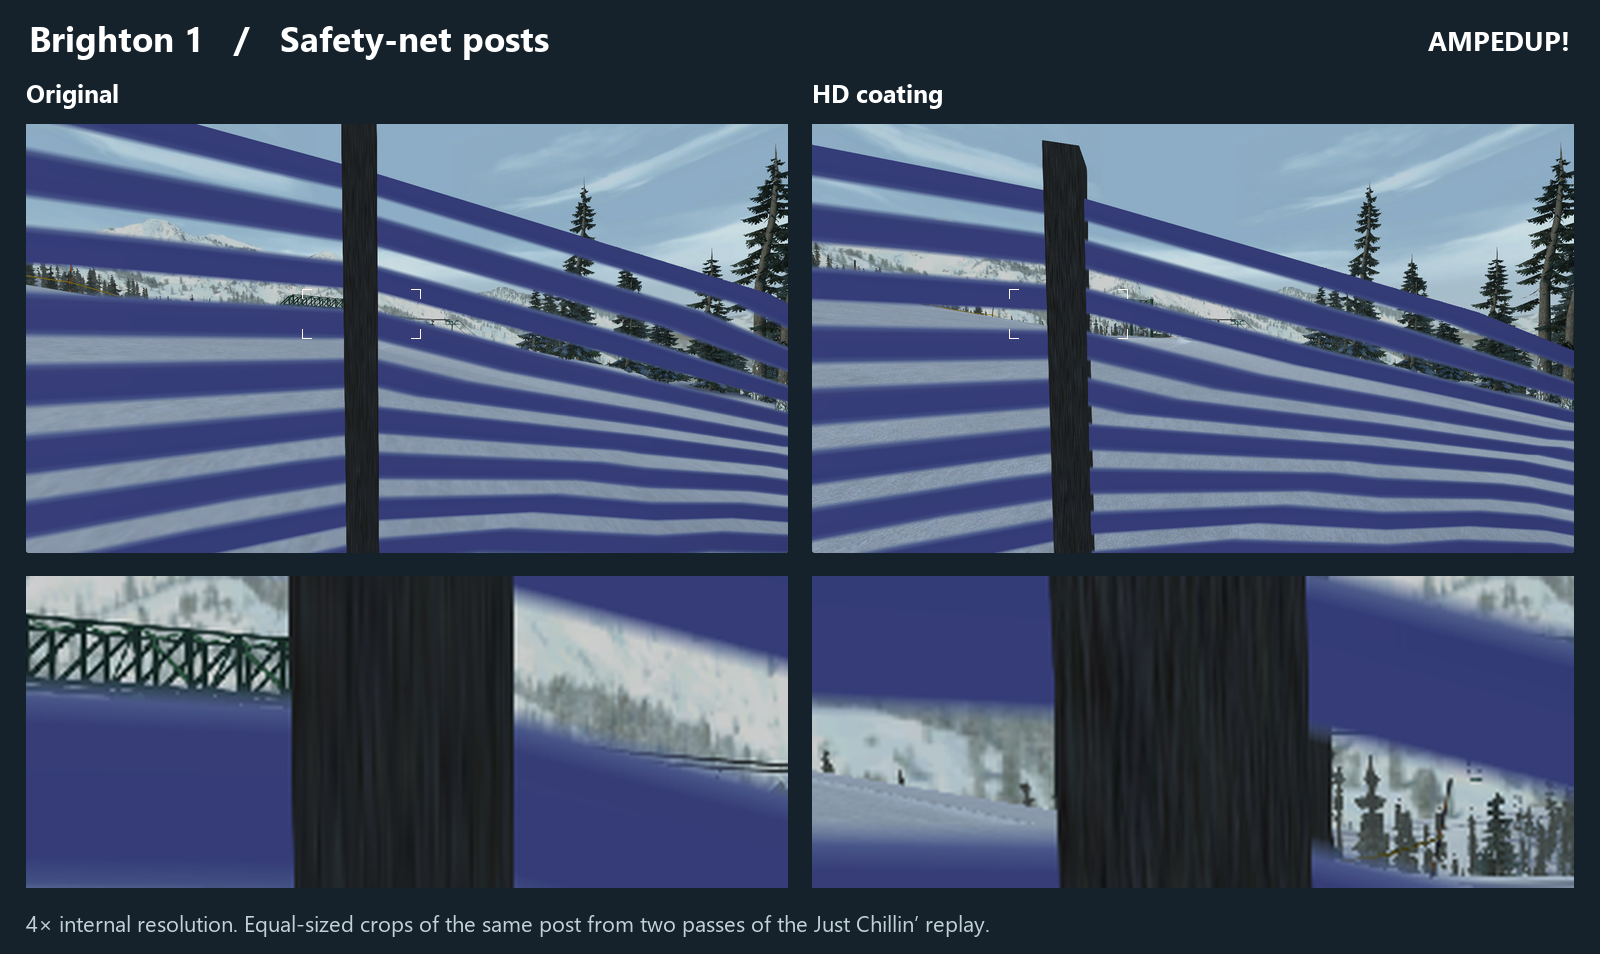 Brighton 1 / Safety-net posts
AMPEDUP!
Original
HD coating
4× internal resolution. Equal-sized crops of the same post from two passes of the Just Chillin’ replay.